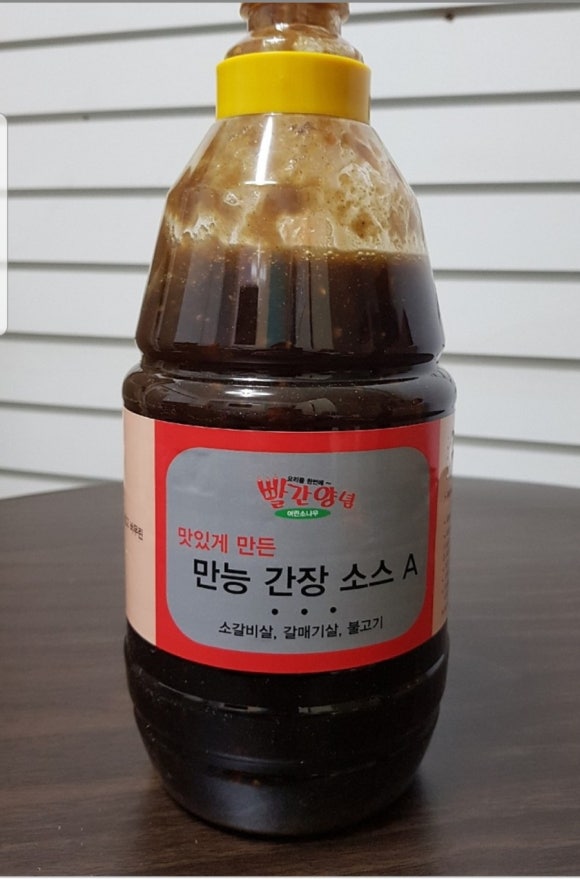 요리를 한번에~
빨간양념
어린소나무
맛있게 만든
만능 간장 소스 A
• • •
소갈비살, 갈매기살, 불고기